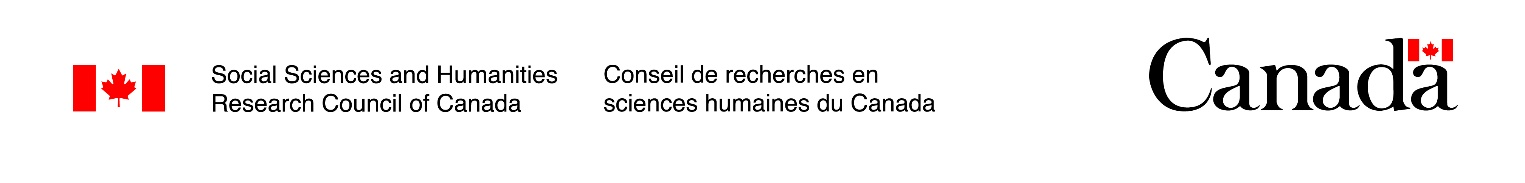 Social Sciences and Humanities
Research Council of Canada
Conseil de recherches en
sciences humaines du Canada
Canada